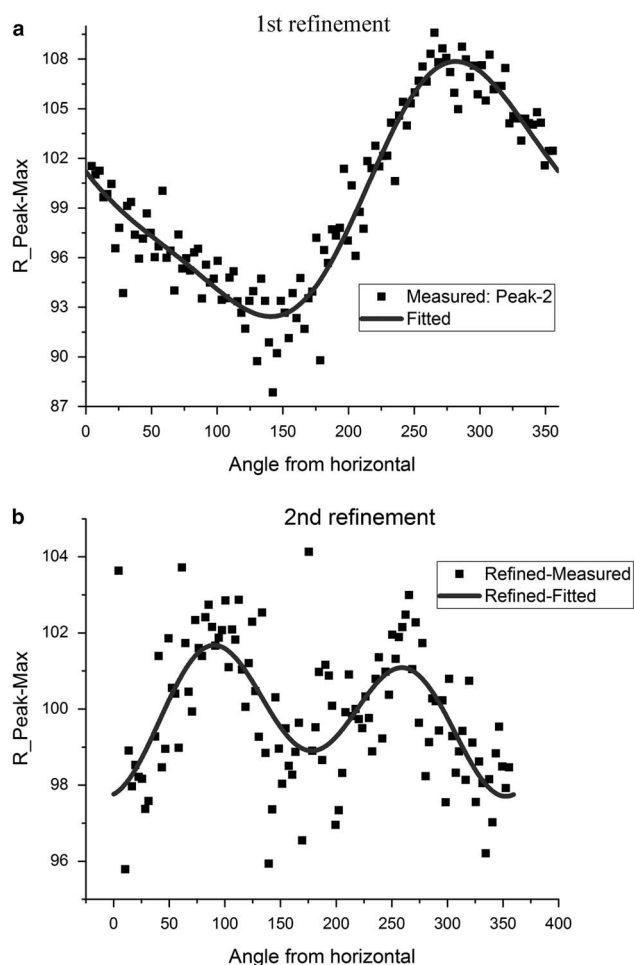 a
1st refinement
108
105
102
99
96
93
90
87
R_Peak-Max
Measured: Peak-2
Fitted
0 50 100 150 200 250 300 350
Angle from horizontal
b
2nd refinement
104
102
100
98
96
R_Peak-Max
Refined-Measured
Refined-Fitted
0 50 100 150 200 250 300 350 400
Angle from horizontal